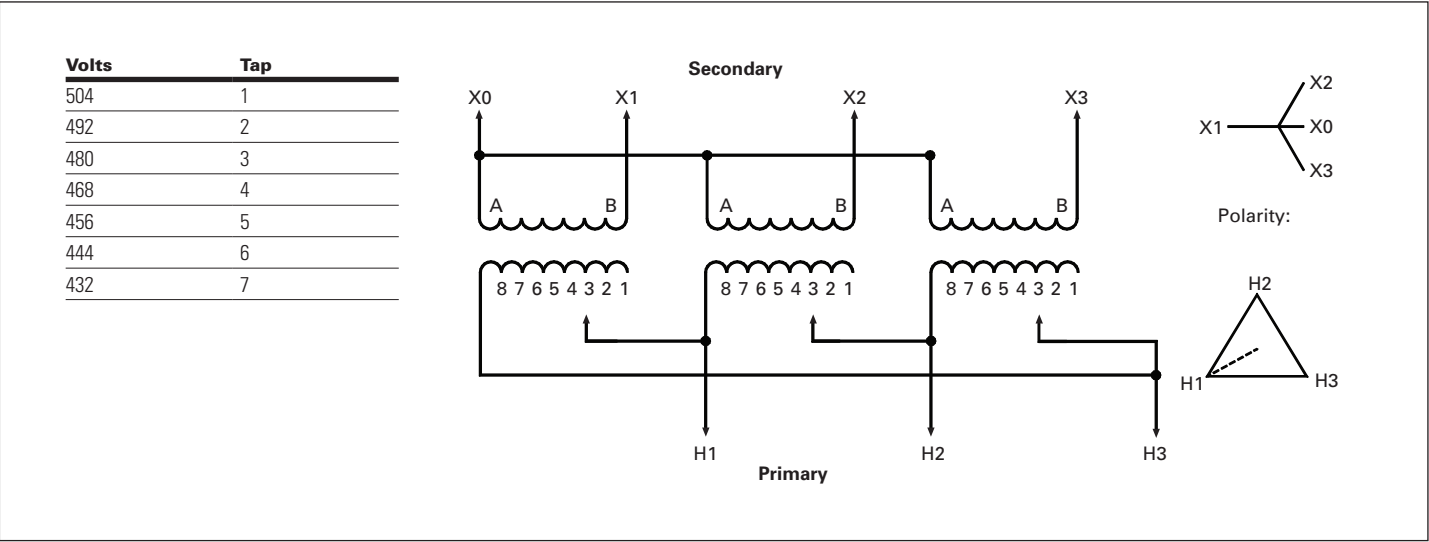 Volts Tap
504 1
492 2
480 3
468 4
456 5
444 6
432 7
Secondary
X0 X1 X2 X3
A B A B A B
8 7 6 5 4 3 2 1 8 7 6 5 4 3 2 1 8 7 6 5 4 3 2 1
H1 H2 H3
Primary
X2
X1 X0
X3
Polarity:
H2
H1 H3